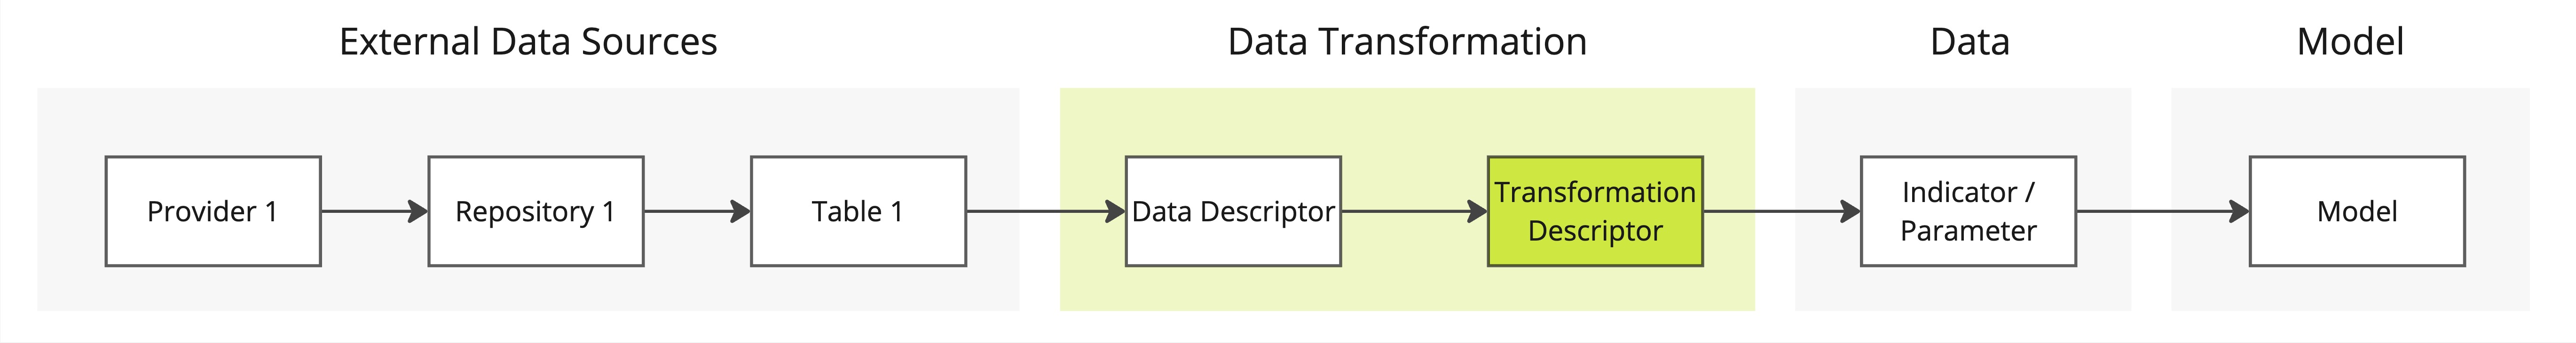 External Data Sources
Data Transformation
Data
Model
Provider 1
Repository 1
Table 1
Data Descriptor
Transformation
Descriptor
Indicator /
Parameter
Model